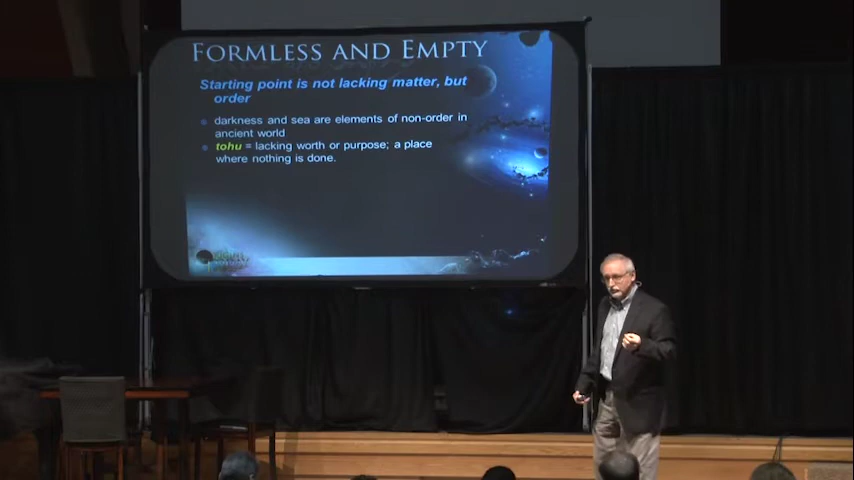 FORMLESS AND EMPTY
Starting point is not lacking matter, but
order
darkness and sea are elements of non-order in
ancient world
tohu = lacking worth or purpose; a place
where nothing is done.